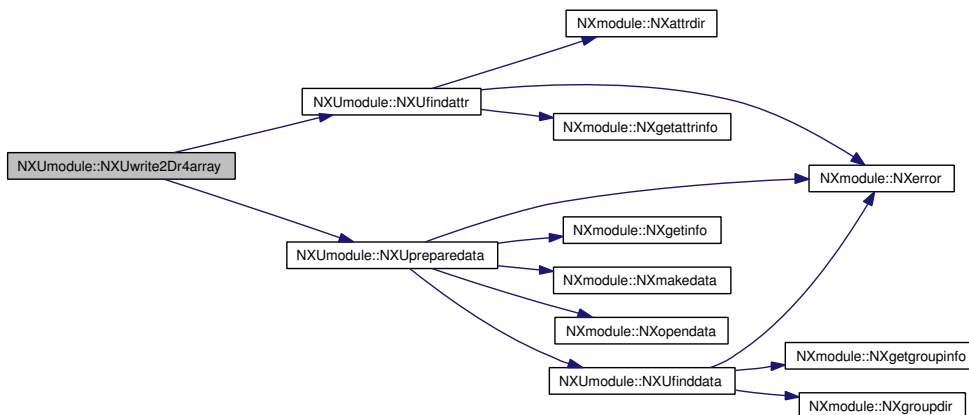 NXmodule::NXattrdir
NXUmodule::NXUfindattr
NXmodule::NXgetattrinfo
NXUmodule::NXUwrite2Dr4array
NXmodule::NXerror
NXmodule::NXgetinfo
NXUmodule::NXUpreparedata
NXmodule::NXmakedata
NXmodule::NXopendata
NXmodule::NXgetgroupinfo
NXUmodule::NXUfinddata
NXmodule::NXgroupdir